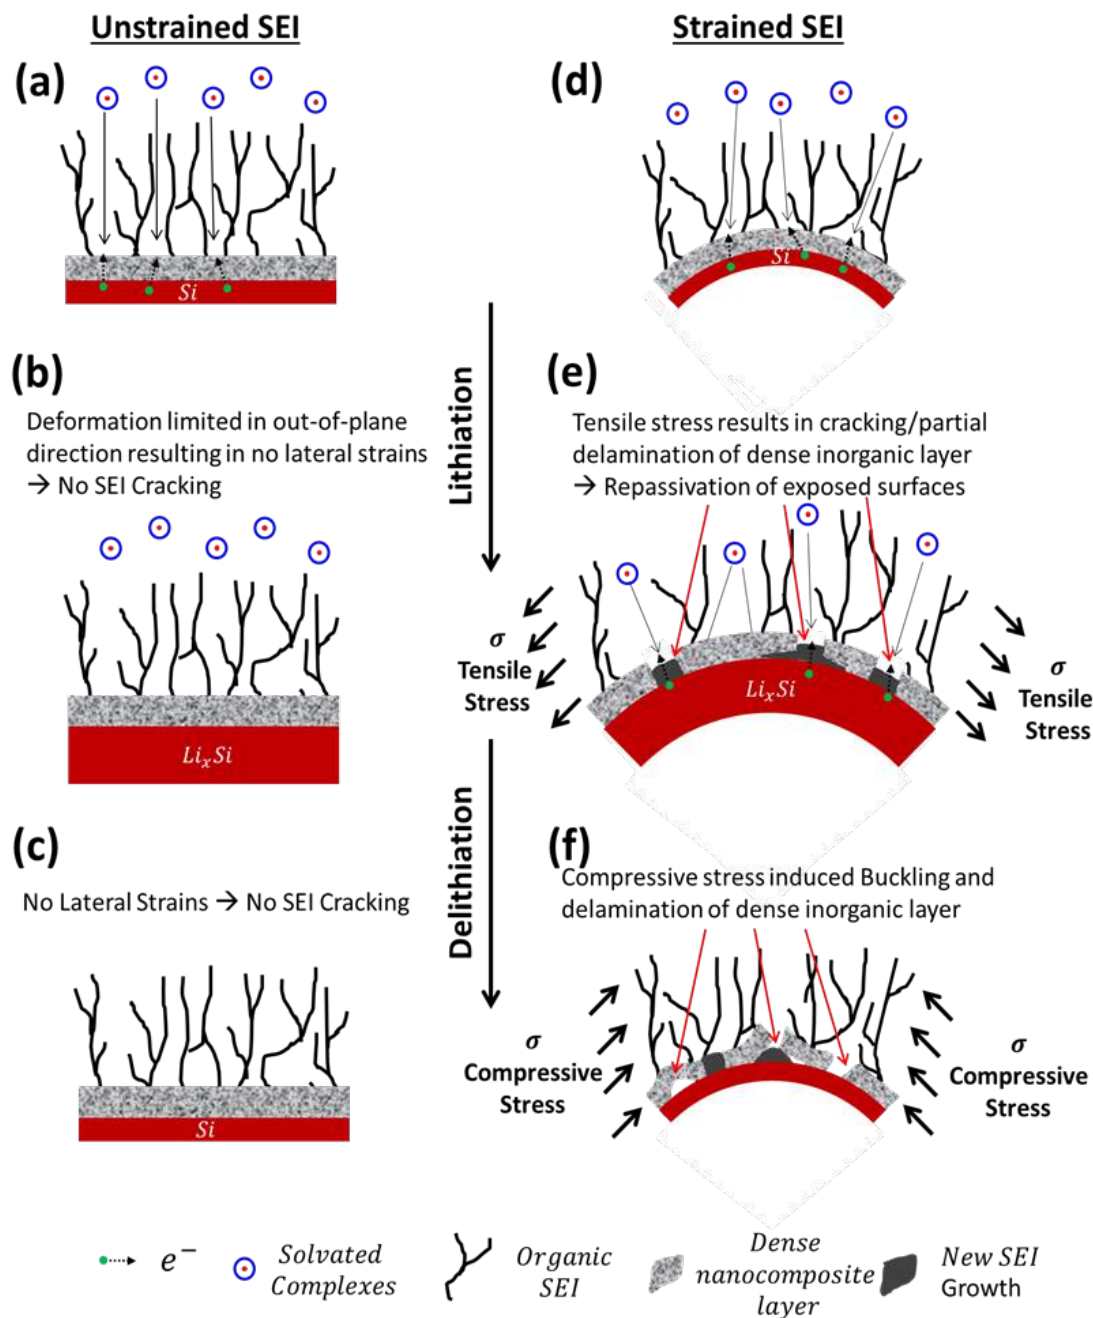 Unstrained SEI
Strained SEI
(a)
Si
(d)
Si
Lithiation
(b)
Deformation limited in out-of-plane
direction resulting in no lateral strains
→ No SEI Cracking
LiₓSi
(e)
Tensile stress results in cracking/partial
delamination of dense inorganic layer
→ Repassivation of exposed surfaces
σ
Tensile
Stress
LiₓSi
σ
Tensile
Stress
Delithiation
(c)
No Lateral Strains → No SEI Cracking
Si
(f)
Compressive stress induced Buckling and
delamination of dense inorganic layer
σ
Compressive
Stress
σ
Compressive
Stress
e⁻
Solvated
Complexes
Organic
SEI
Dense
nanocomposite
layer
New SEI
Growth